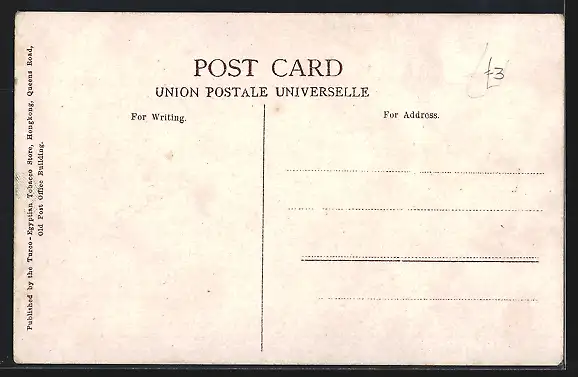 POST CARD
UNION POSTALE UNIVERSELLE
For Writing.
For Address.
£3
Published by the Turco-Egyptian Tobacco Store, Hongkong, Queens Road,
Old Post Office Building.